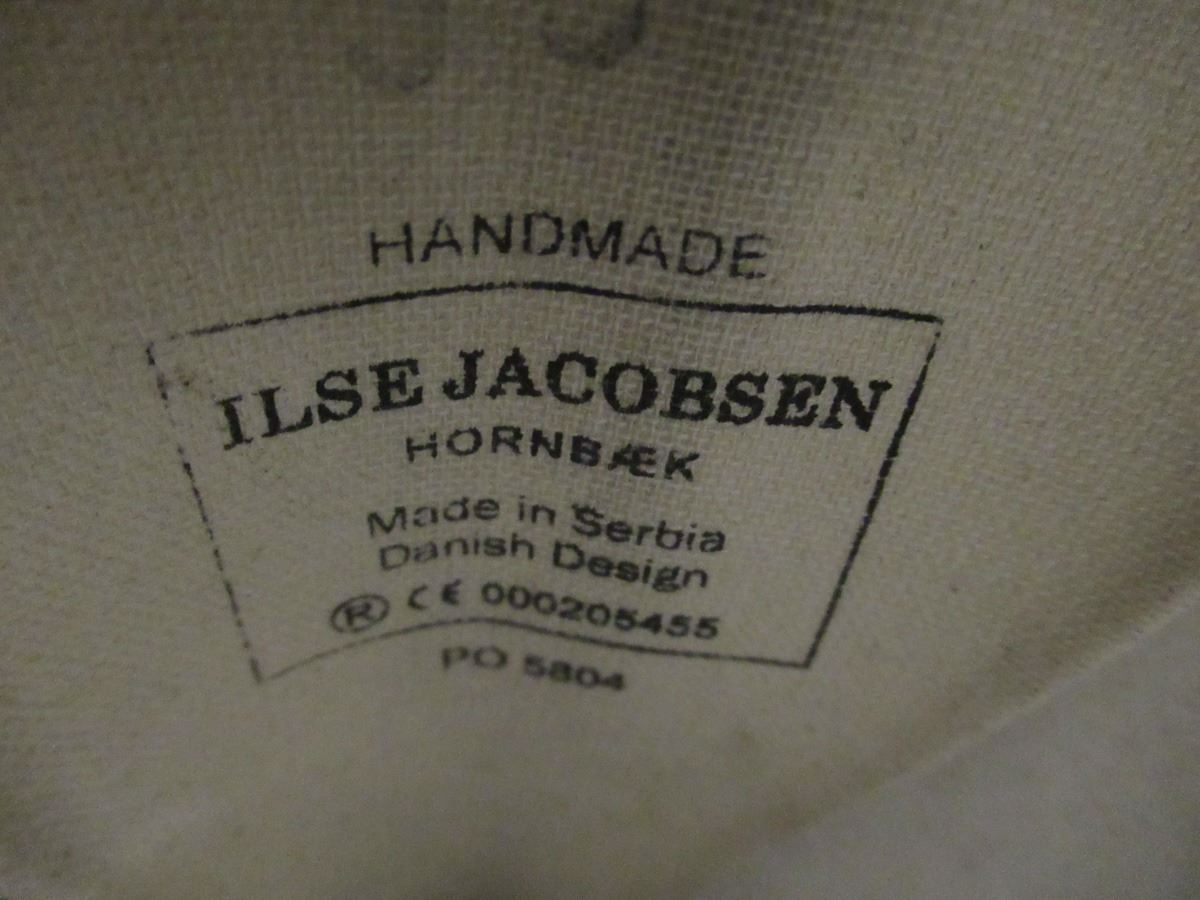 HANDMADE
ILSE JACOBSEN
HORNBÆK
Made in Serbia
Danish Design
® CE 000205455
PO 5804